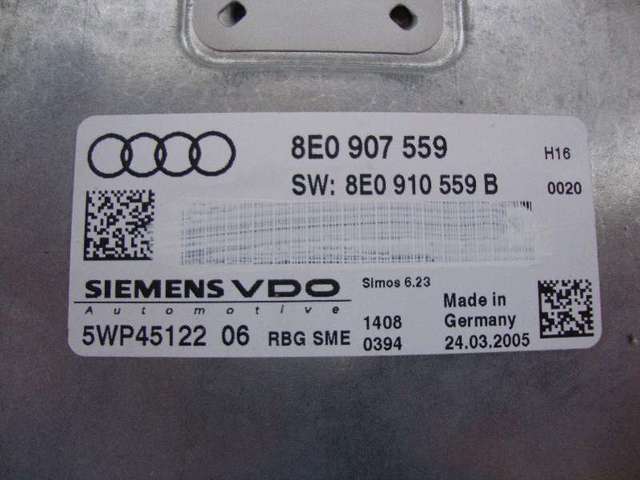 8E0 907 559 H16
SW: 8E0 910 559 B 0020
SIEMENS VDO Simos 6.23
Automotive
Made in
5WP45122 06 RBG SME 1408 Germany
0394 24.03.2005